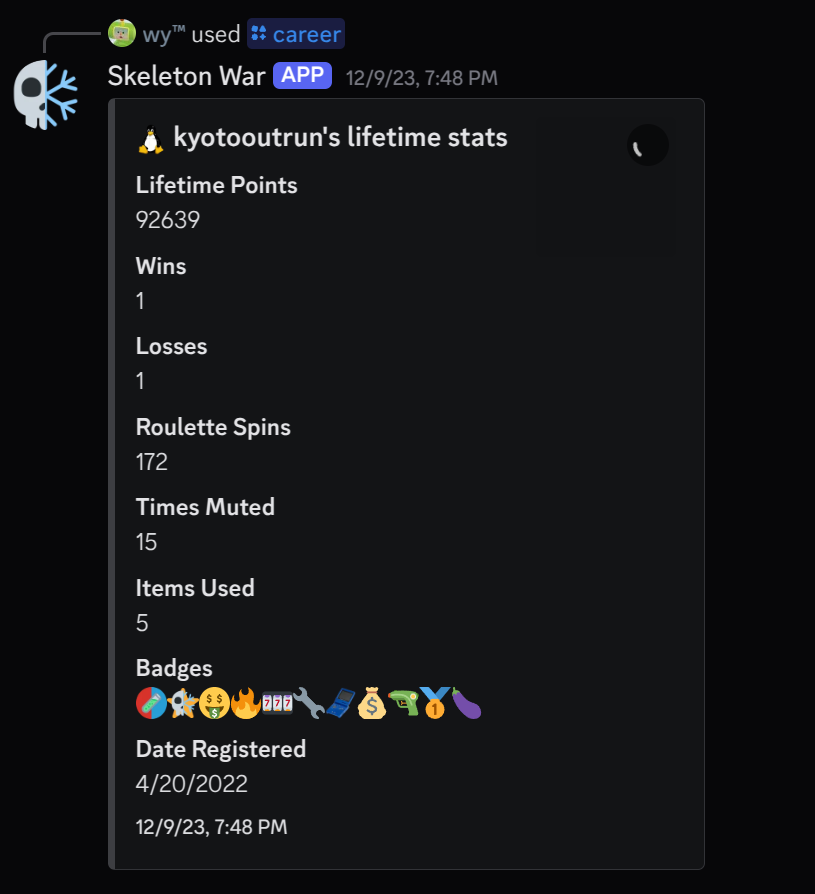 wy™ used career
Skeleton War APP 12/9/23, 7:48 PM
kyotooutrun's lifetime stats
Lifetime Points
92639
Wins
1
Losses
1
Roulette Spins
172
Times Muted
15
Items Used
5
Badges
Date Registered
4/20/2022
12/9/23, 7:48 PM